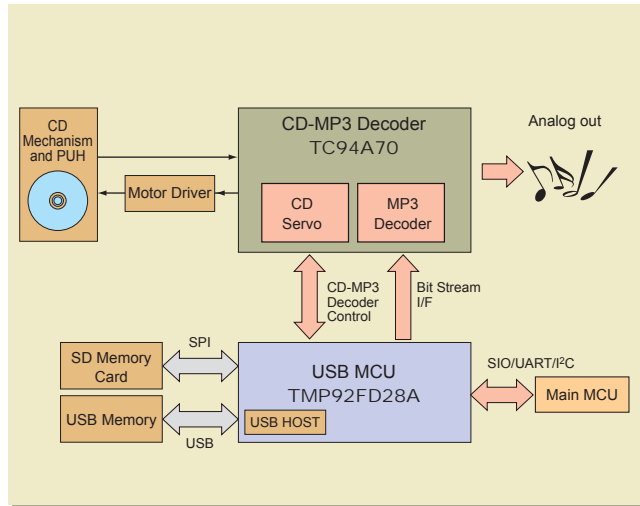 CD
Mechanism
and PUH
Motor Driver
CD-MP3 Decoder
TC94A70
CD
Servo
MP3
Decoder
Analog out
CD-MP3
Decoder
Control
Bit Stream
I/F
SD Memory
Card
SPI
USB Memory
USB
USB MCU
TMP92FD28A
USB HOST
SIO/UART/I²C
Main MCU